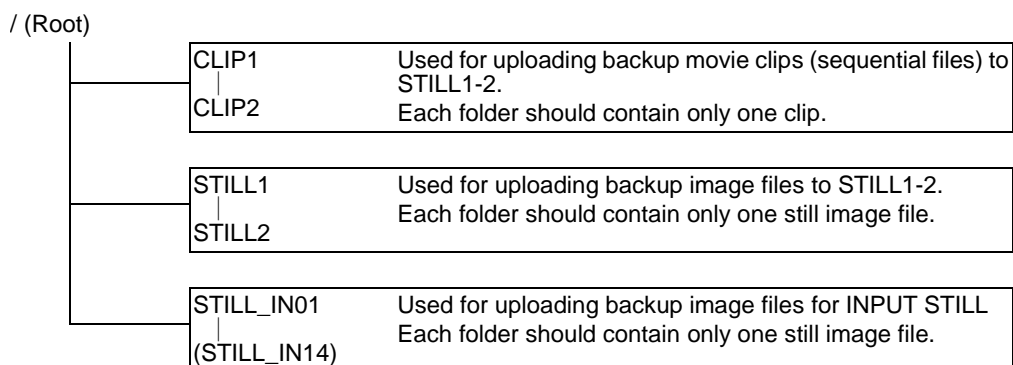 / (Root)
CLIP1 Used for uploading backup movie clips (sequential files) to
STILL1-2.
CLIP2 Each folder should contain only one clip.
STILL1 Used for uploading backup image files to STILL1-2.
Each folder should contain only one still image file.
STILL2
STILL_IN01 Used for uploading backup image files for INPUT STILL
Each folder should contain only one still image file.
(STILL_IN14)